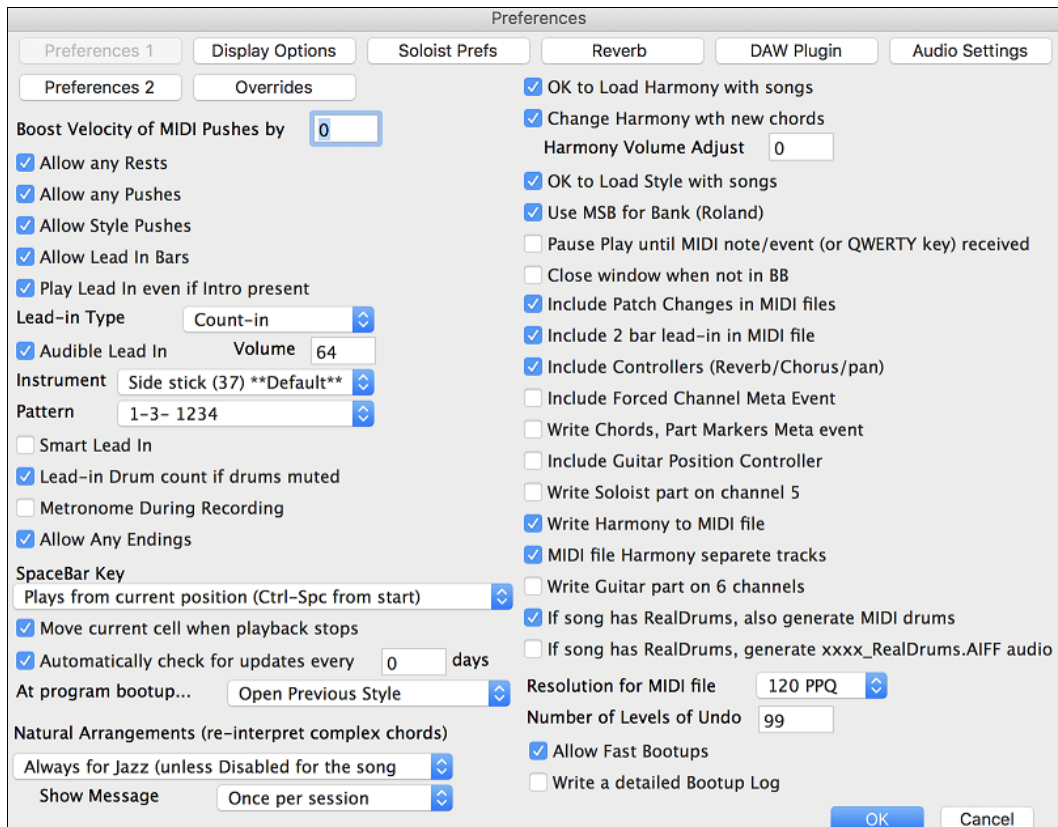 Preferences
Preferences 1
Display Options
Soloist Prefs
Reverb
DAW Plugin
Audio Settings
Preferences 2
Overrides
Boost Velocity of MIDI Pushes by 0
Allow any Rests
Allow any Pushes
Allow Style Pushes
Allow Lead In Bars
Play Lead In even if Intro present
Lead-in Type Count-in
Audible Lead In Volume 64
Instrument Side stick (37) **Default**
Pattern 1-3- 1234
Smart Lead In
Lead-in Drum count if drums muted
Metronome During Recording
Allow Any Endings
SpaceBar Key
Plays from current position (Ctrl-Spc from start)
Move current cell when playback stops
Automatically check for updates every 0 days
At program bootup... Open Previous Style
Natural Arrangements (re-interpret complex chords)
Always for Jazz (unless Disabled for the song
Show Message Once per session
OK to Load Harmony with songs
Change Harmony wth new chords
Harmony Volume Adjust 0
OK to Load Style with songs
Use MSB for Bank (Roland)
Pause Play until MIDI note/event (or QWERTY key) received
Close window when not in BB
Include Patch Changes in MIDI files
Include 2 bar lead-in in MIDI file
Include Controllers (Reverb/Chorus/pan)
Include Forced Channel Meta Event
Write Chords, Part Markers Meta event
Include Guitar Position Controller
Write Soloist part on channel 5
Write Harmony to MIDI file
MIDI file Harmony separete tracks
Write Guitar part on 6 channels
If song has RealDrums, also generate MIDI drums
If song has RealDrums, generate xxxx_RealDrums.AIFF audio
Resolution for MIDI file 120 PPQ
Number of Levels of Undo 99
Allow Fast Bootups
Write a detailed Bootup Log
OK
Cancel